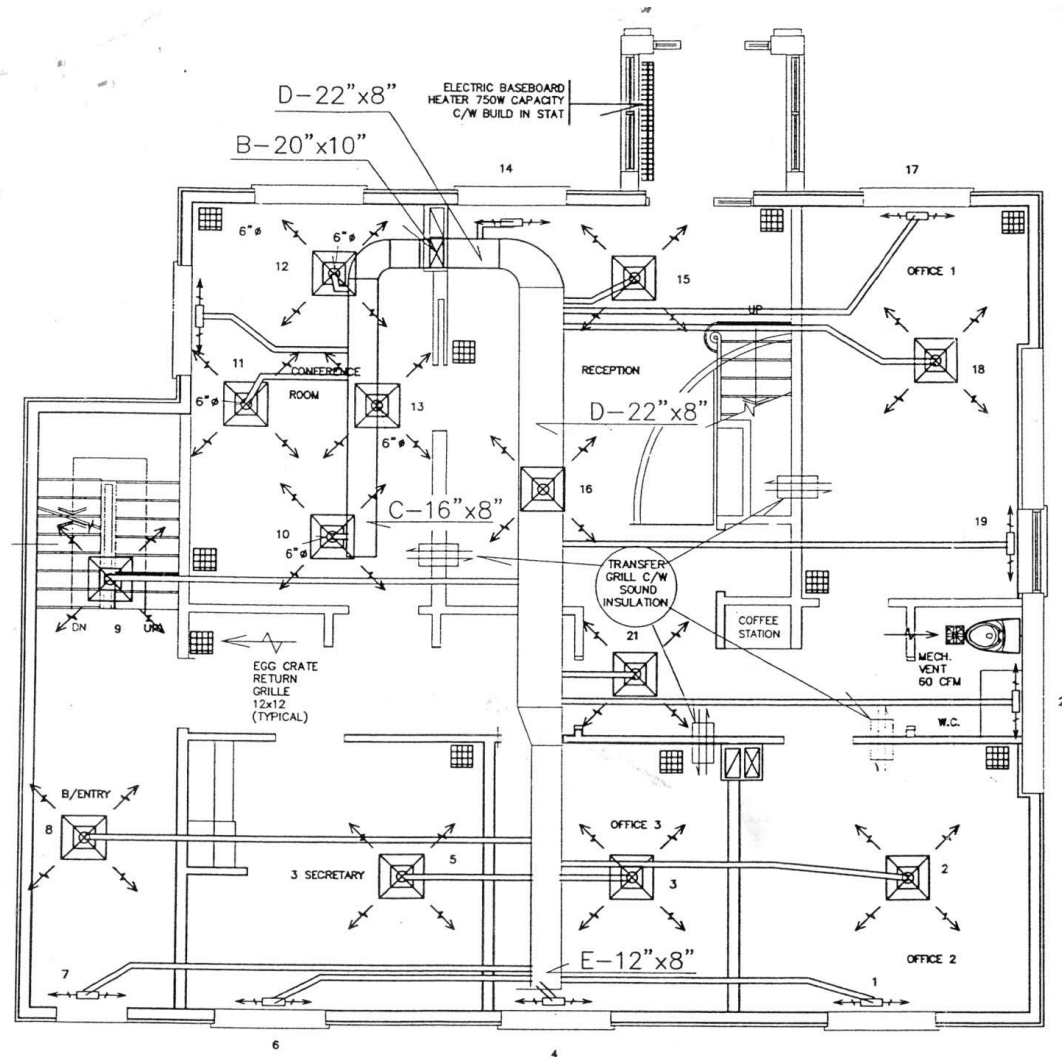 D-22"x8"
ELECTRIC BASEBOARD
HEATER 750W CAPACITY
C/W BUILD IN STAT
B-20"x10"
14
17
6"ø
6"ø
12
15
OFFICE 1
UP
11
CONFERENCE
ROOM
RECEPTION
18
6"ø
13
6"ø
D-22"x8"
16
C-16"x8"
10
6"ø
19
TRANSFER
GRILL C/W
SOUND
INSULATION
COFFEE
STATION
DN
9
UP
21
EGG CRATE
RETURN
GRILLE
12x12
(TYPICAL)
MECH.
VENT
60 CFM
W.C.
B/ENTRY
8
OFFICE 3
5
3 SECRETARY
3
2
E-12"x8"
OFFICE 2
7
1
6
4